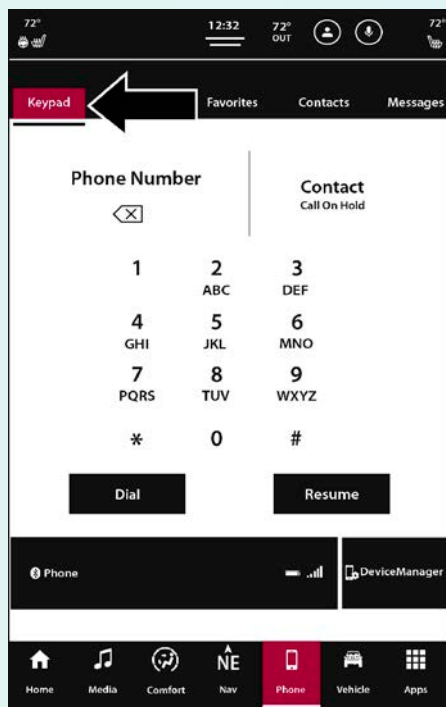 72° 12:32 72° OUT 72°
Keypad Favorites Contacts Messages
Phone Number
Contact
Call On Hold
1 2 3
ABC DEF
4 5 6
GHI JKL MNO
7 8 9
PQRS TUV WXYZ
* 0 #
Dial Resume
Phone DeviceManager
NE
Home Media Comfort Nav Phone Vehicle Apps